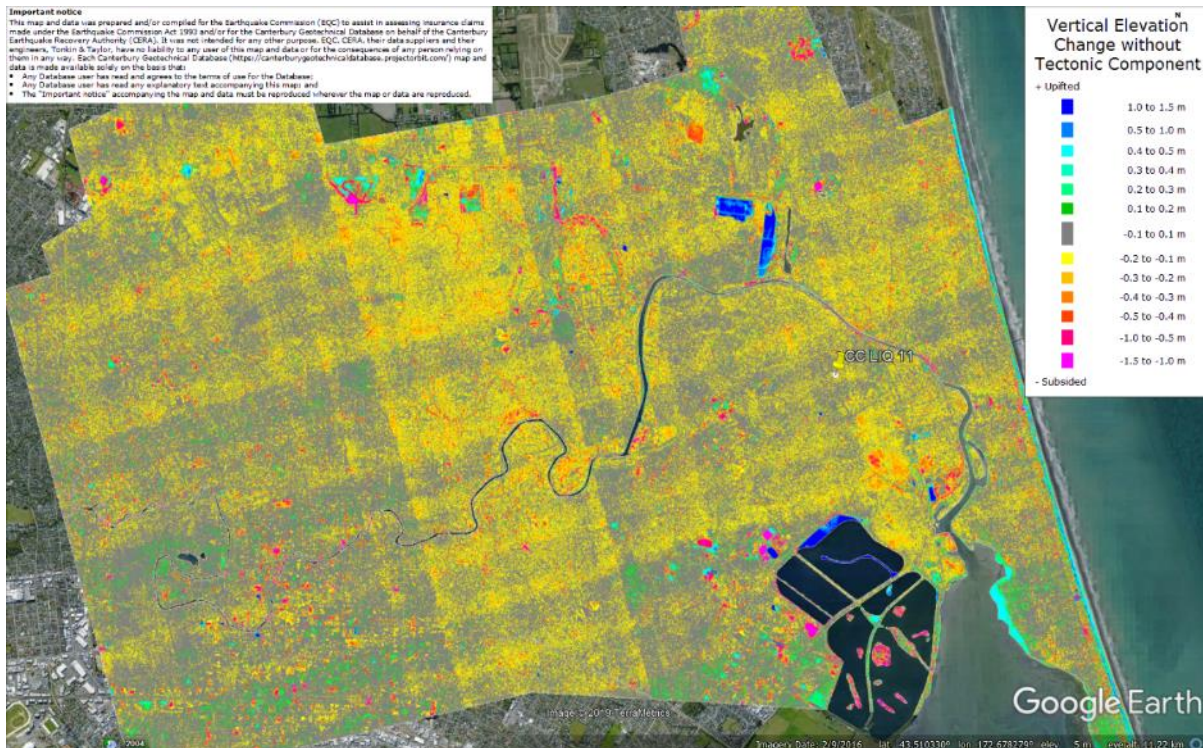 Important notice
This map and data was prepared and/or compiled for the Earthquake Commission (EQC) to assist in assessing insurance claims
made under the Earthquake Commission Act 1993 and/or for the Canterbury Geotechnical Database on behalf of the Canterbury
Earthquake Recovery Authority (CERA). It was not intended for any other purpose. EQC, CERA, their data suppliers and their
engineers, Tonkin & Taylor, have no liability to any user of this map and data or for the consequences of any person relying on
them in any way. Each Canterbury Geotechnical Database (https://canterburygeotechnicaldatabase.projectorbit.com/) map and
data is made available solely on the basis that:
• Any Database user has read and agrees to the terms of use for the Database;
• Any Database user has read any explanatory text accompanying this map; and
• The "Important notice" accompanying the map and data must be reproduced wherever the map or data are reproduced.
N
Vertical Elevation
Change without
Tectonic Component
+ Uplifted
1.0 to 1.5 m
0.5 to 1.0 m
0.4 to 0.5 m
0.3 to 0.4 m
0.2 to 0.3 m
0.1 to 0.2 m
-0.1 to 0.1 m
-0.2 to -0.1 m
-0.3 to -0.2 m
-0.4 to -0.3 m
-0.5 to -0.4 m
-1.0 to -0.5 m
-1.5 to -1.0 m
- Subsided
CC LIQ 11
Google Earth
Image © 2019 TerraMetrics
2004
Imagery Date: 2/9/2016 lat -43.510330° lon 172.678279° elev 5 m eye alt 11.22 km